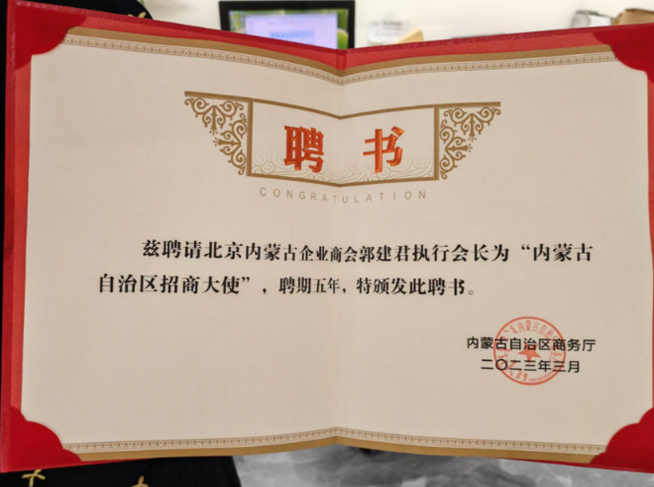 聘书
CONGRATULATION
兹聘请北京内蒙古企业商会郭建君执行会长为“内蒙古
自治区招商大使”，聘期五年，特颁发此聘书。
内蒙古自治区商务厅
二〇二三年三月